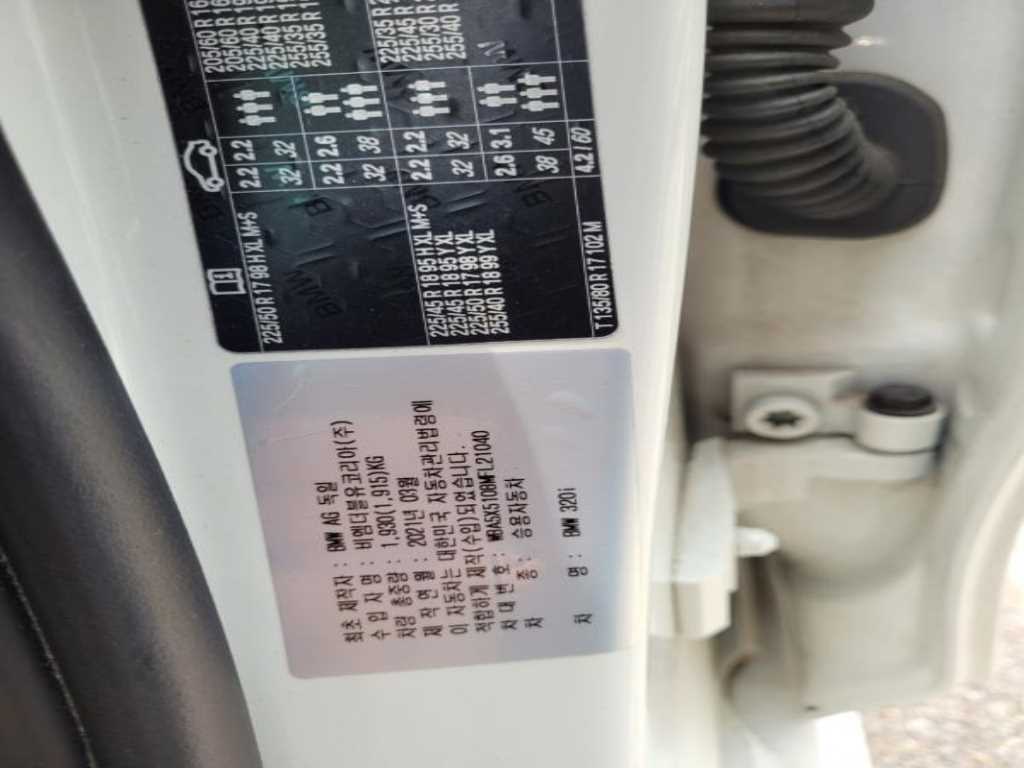 최초 제작자 : BMW AG 독일
수 입 자 명 : 비엠더블유코리아(주)
차량 총중량 : 1,930(1,915)KG
제 작 연 월 : 2021년 03월
이 자동차는 대한민국 자동차관리법령에
적합하게 제작(수입)되었습니다.
차 대 번 호 : WBA5X5108MFL21040
차 종 : 승용자동차
차 명 : BMW 320i
225/50 R 17 98 H XL M+S
2.2 2.2
32 32
2.2 2.6
32 38
225/45 R 18 95 H XL M+S
225/45 R 18 95 Y XL
225/50 R 17 98 Y XL
255/40 R 18 99 Y XL
2.2 2.2
32 32
2.6 3.1
38 45
T 135/80 R 17 102 M
4.2 / 60